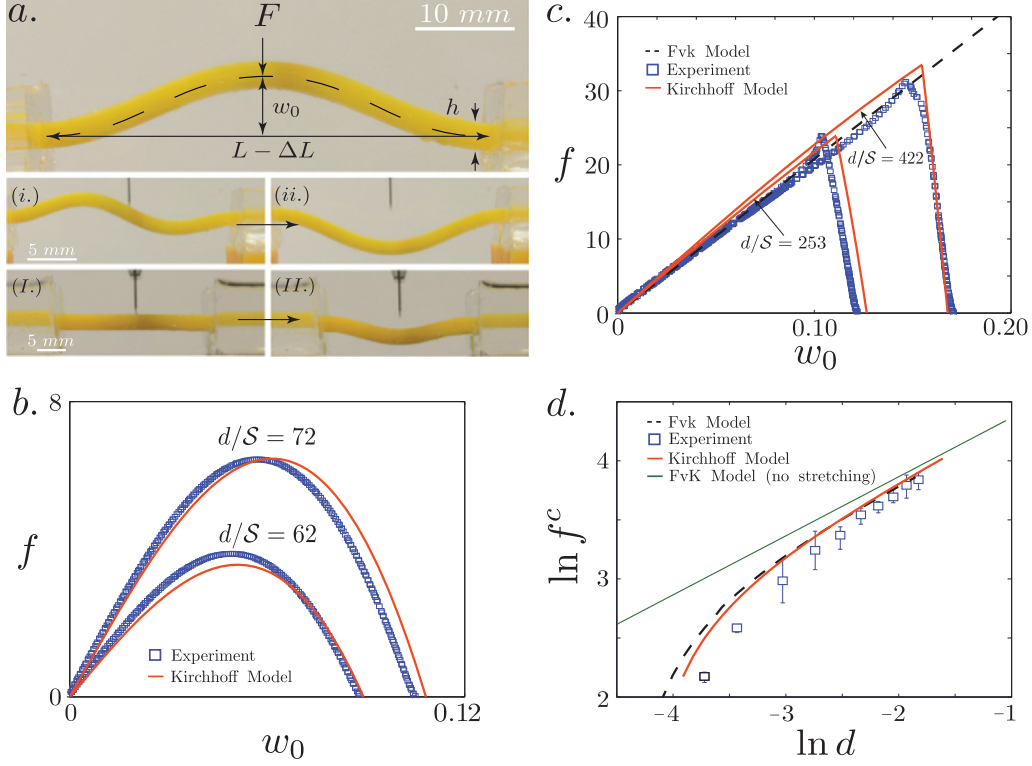 a.
F
10 mm
w₀
h
L − ΔL
(i.)
(ii.)
5 mm
(I.)
(II.)
5 mm
b.
8
d/S = 72
d/S = 62
f
Experiment
Kirchhoff Model
0
0
0.12
w₀
c.
40
Fvk Model
Experiment
Kirchhoff Model
30
f
20
d/S = 422
d/S = 253
10
0
0
0.10
0.20
w₀
d.
Fvk Model
Experiment
Kirchhoff Model
FvK Model (no stretching)
4
ln fᶜ
3
2
−4
−3
−2
−1
ln d